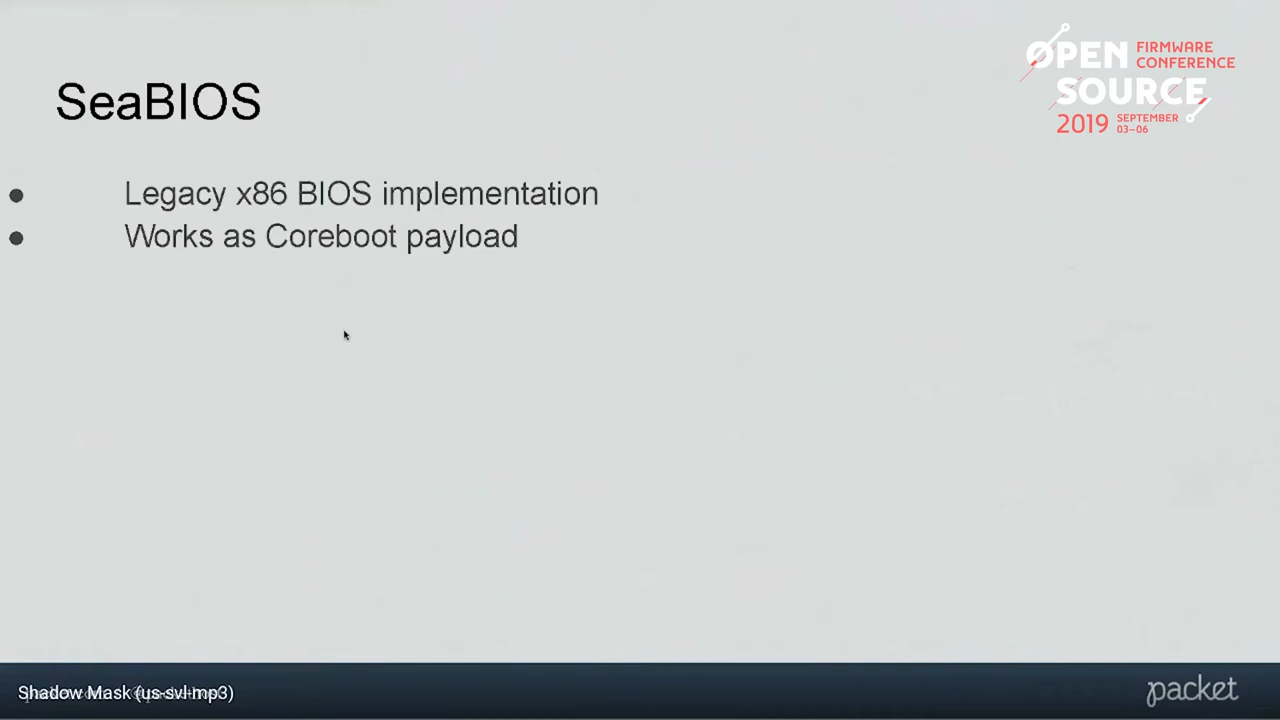 SeaBIOS
OPEN FIRMWARE
CONFERENCE
SOURCE
2019 SEPTEMBER
03–06
Legacy x86 BIOS implementation
Works as Coreboot payload
Shadow Mask (us-svl-mp3)
packet